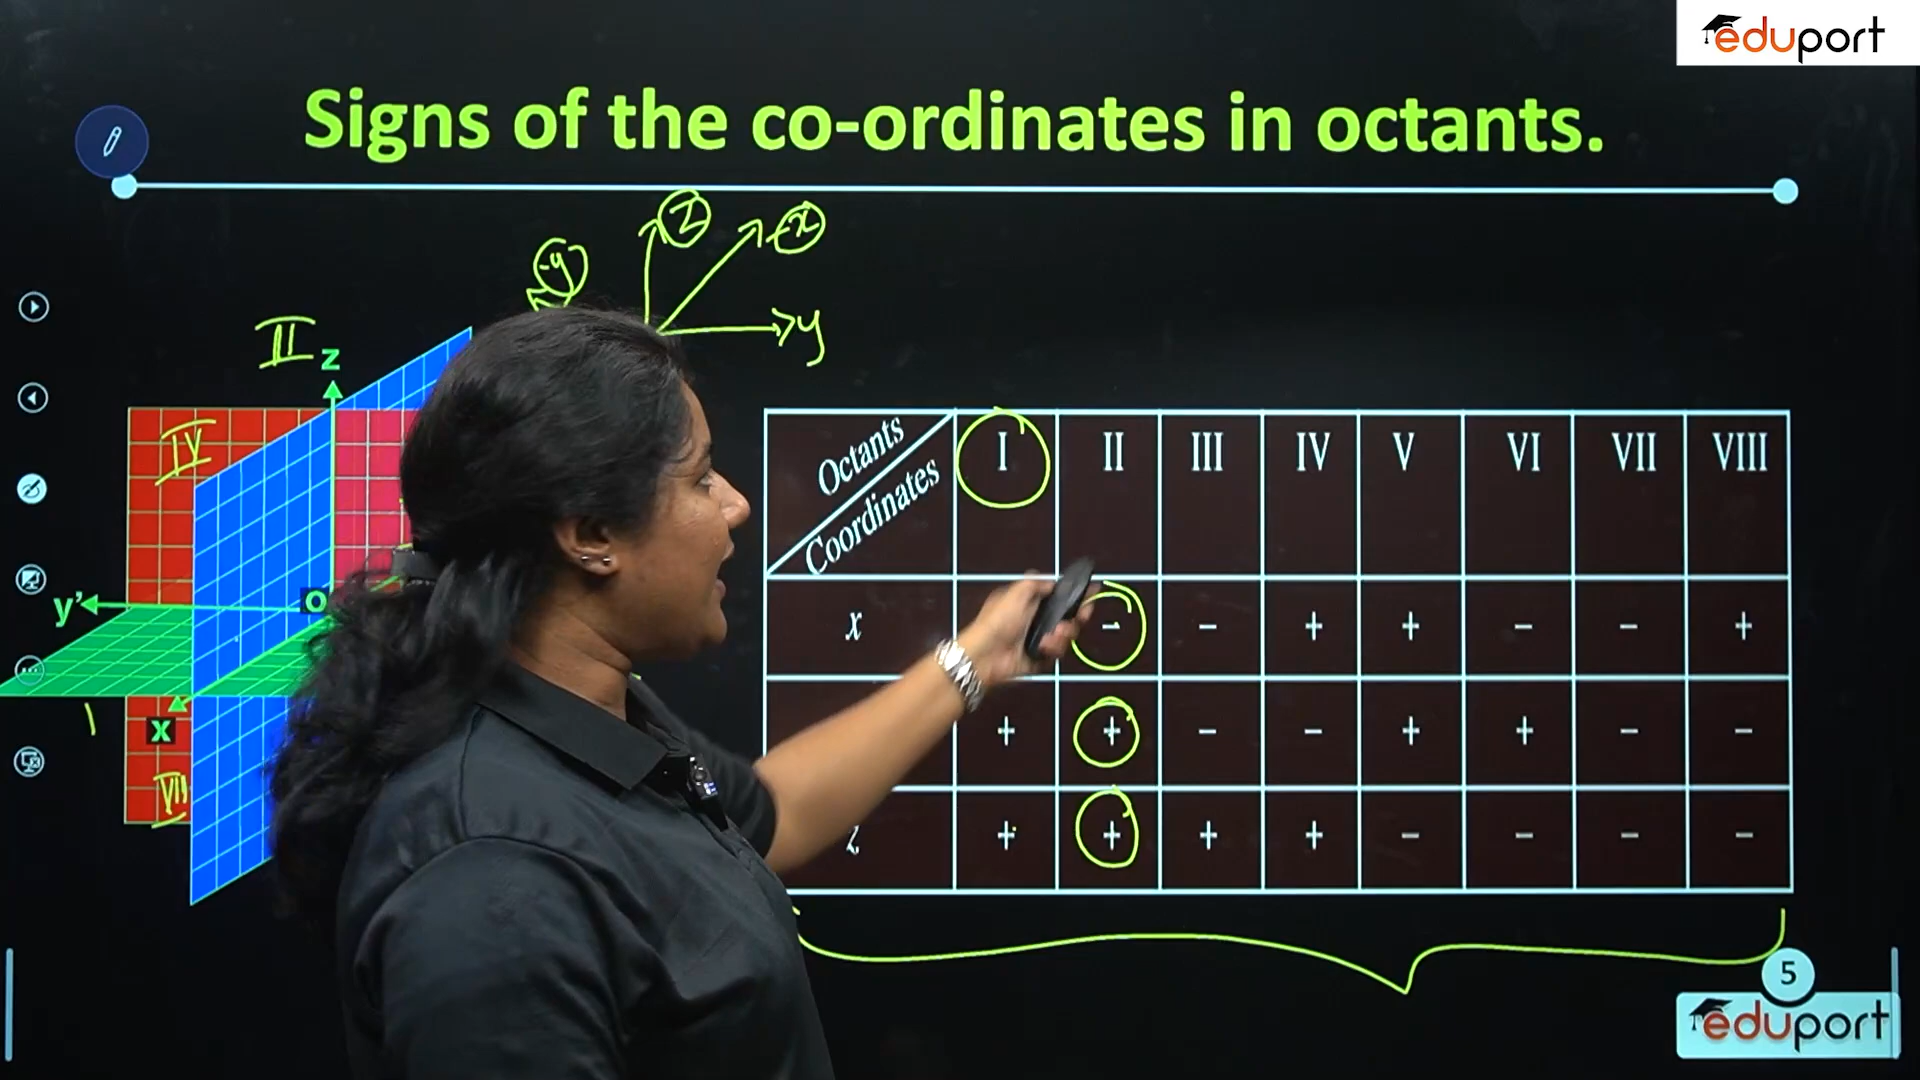 eduport
Signs of the co-ordinates in octants.
z
-x
-y
y
II
z
IV
y’
o
x
VII
Octants
Coordinates
I II III IV V VI VII VIII
x - - + + - - +
+ + - - + + - -
z + + + + - - - -
5
eduport